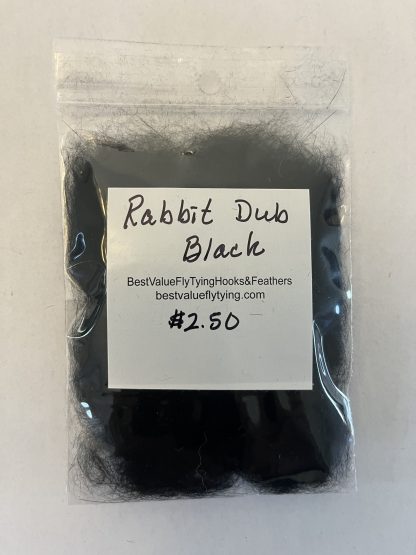 Rabbit Dub
Black
BestValueFlyTyingHooks&Feathers
bestvalueflytying.com
$2.50